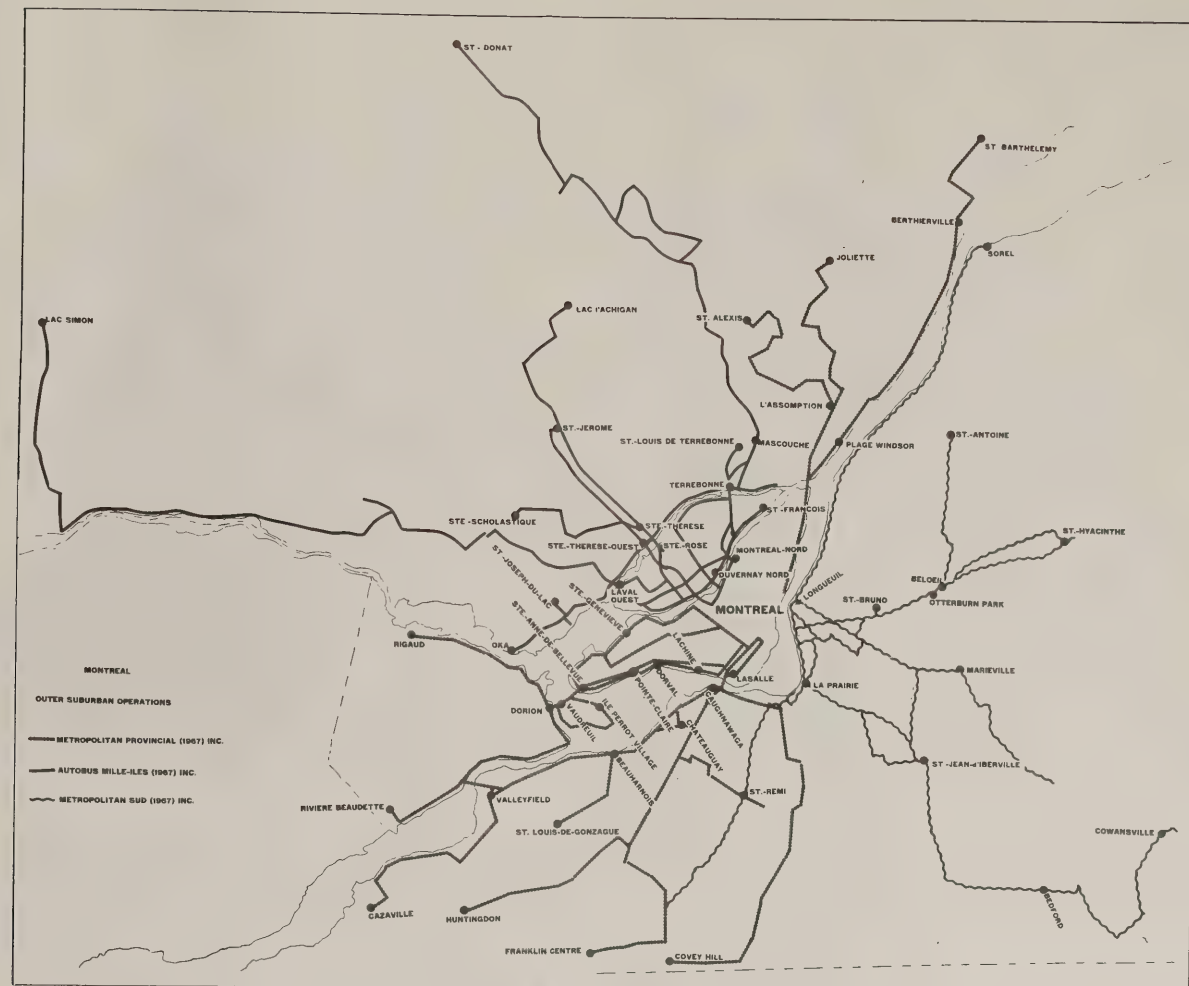 ST-DONAT
ST BARTHELEMY
BERTHIERVILLE
SOREL
JOLIETTE
LAC l'ACHIGAN
ST. ALEXIS
LAC SIMON
L'ASSOMPTION
ST.-JEROME
ST.-LOUIS DE TERREBONNE
MASCOUCHE
PLAGE WINDSOR
ST.-ANTOINE
TERREBONNE
ST-FRANCOIS
STE-SCHOLASTIQUE
STE-THERESE
STE.-THERESE-OUEST
STE.-ROSE
MONTREAL-NORD
ST.-HYACINTHE
ST-JOSEPH-DU-LAC
DUVERNAY NORD
LAVAL
OUEST
BELOEIL
OTTERBURN PARK
LONGUEUIL
ST.-BRUNO
STE-GENEVIEVE
MONTREAL
STE-ANNE-DE-BELLEVUE
RIGAUD
OKA
LACHINE
LASALLE
MARIEVILLE
MONTREAL
OUTER SUBURBAN OPERATIONS
DORVAL
POINTE-CLAIRE
LA PRAIRIE
CAUGHNAWAGA
DORION
VAUDREUIL
ILE PERROT VILLAGE
CHATEAUGUAY
METROPOLITAN PROVINCIAL (1967) INC.
AUTOBUS MILLE-ILES (1967) INC.
METROPOLITAN SUD (1967) INC.
BEAUHARNOIS
ST-JEAN-d'IBERVILLE
RIVIERE BEAUDETTE
VALLEYFIELD
ST.-REMI
ST. LOUIS-DE-GONZAGUE
COWANSVILLE
CAZAVILLE
HUNTINGDON
BEDFORD
FRANKLIN CENTRE
COVEY HILL